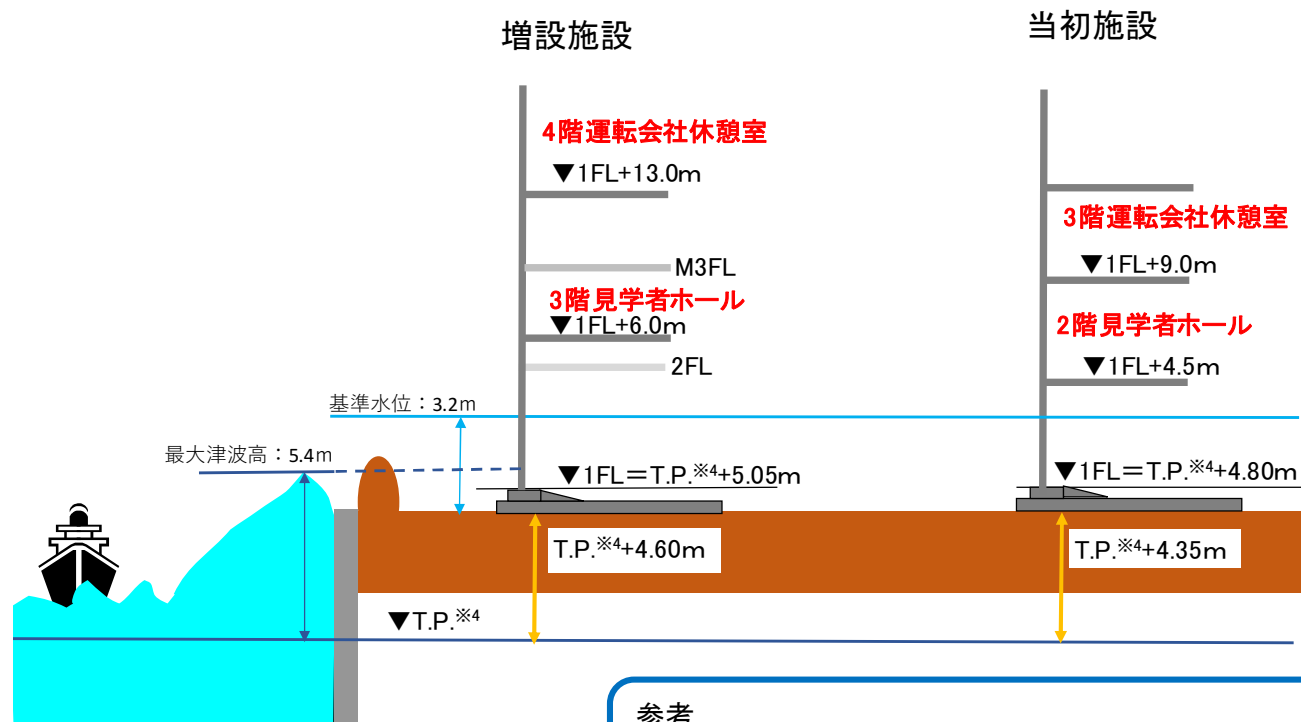 増設施設
当初施設
4階運転会社休憩室
▼1FL+13.0m
3階運転会社休憩室
▼1FL+9.0m
M3FL
3階見学者ホール
▼1FL+6.0m
2階見学者ホール
2FL
▼1FL+4.5m
基準水位：3.2m
最大津波高：5.4m
▼1FL=T.P.※4+5.05m
▼1FL=T.P.※4+4.80m
T.P.※4+4.60m
T.P.※4+4.35m
▼T.P.※4
参考